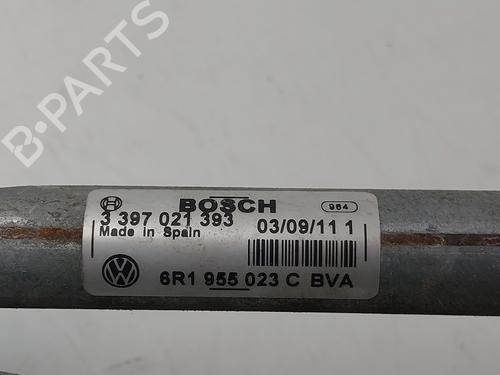 B-PARTS
BOSCH
964
3 397 021 393
03/09/11 1
Made in Spain
6R1 955 023 C BVA